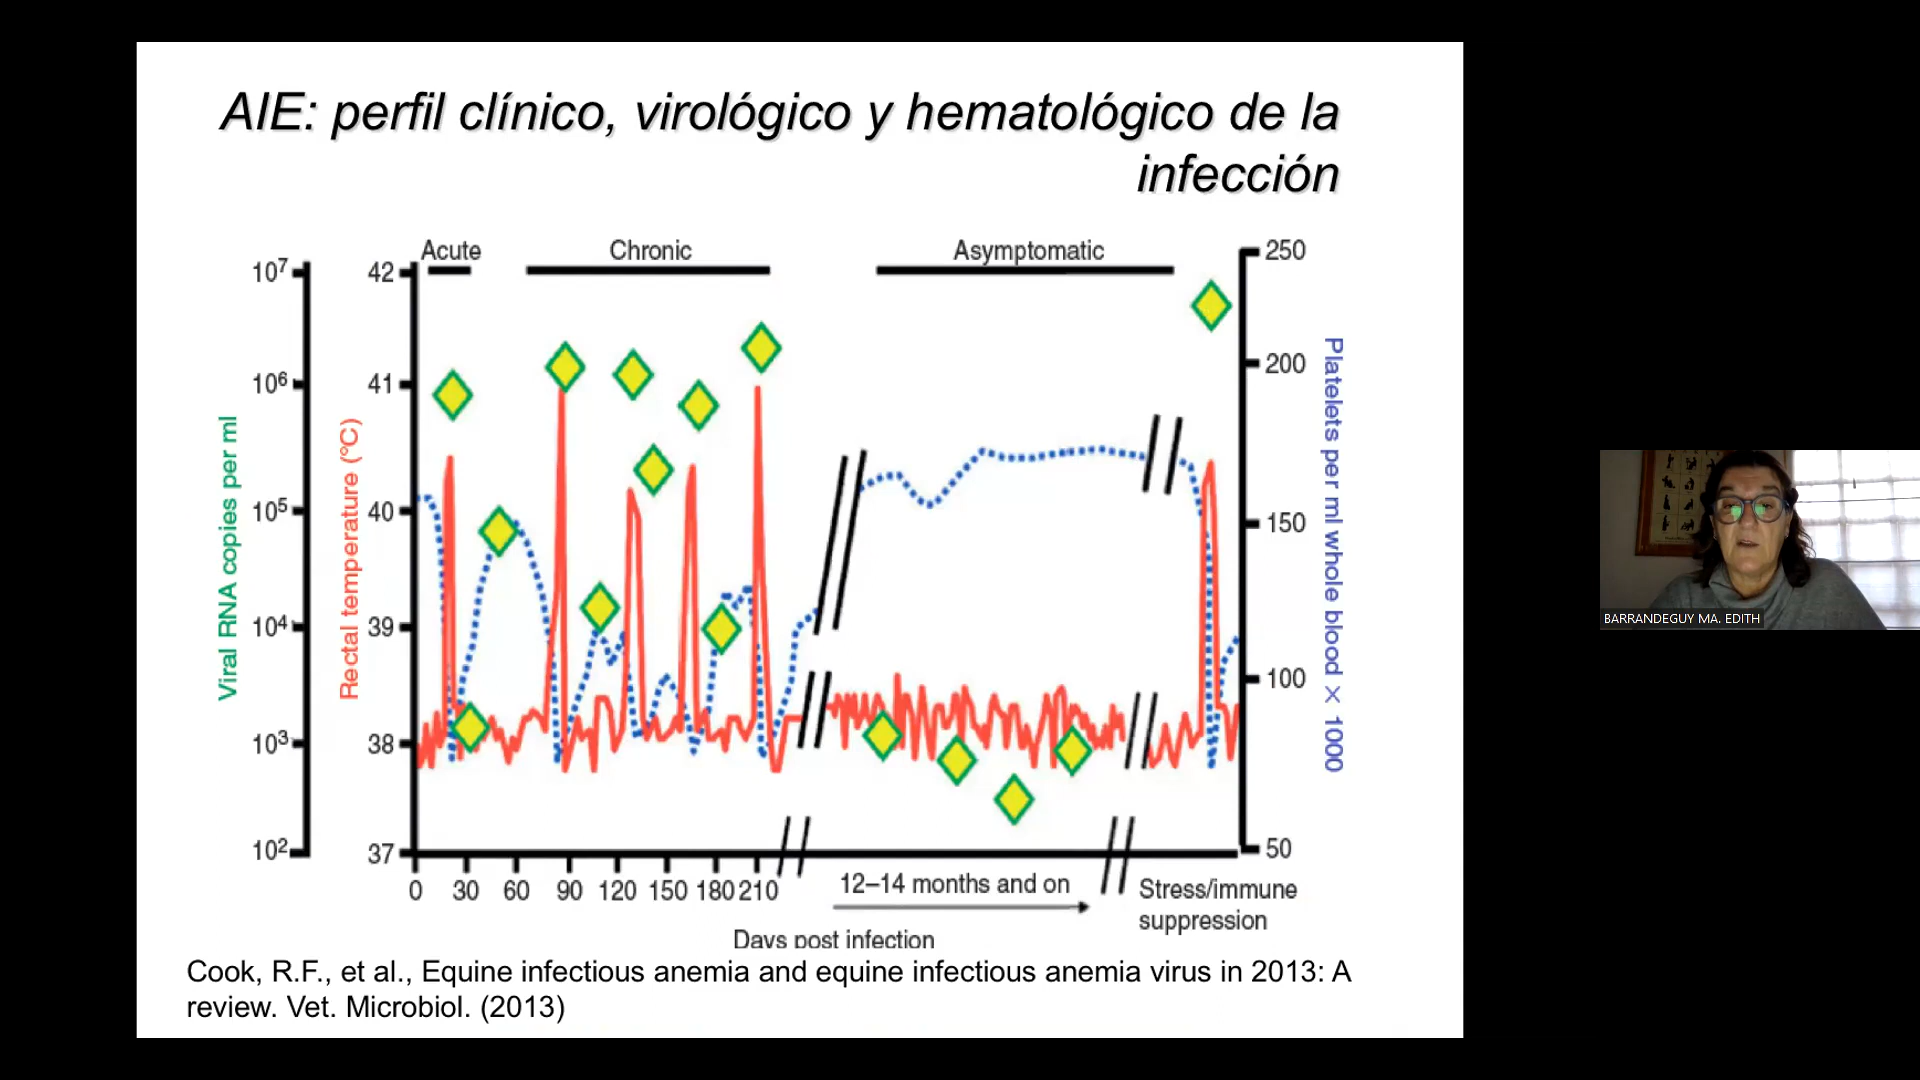 AIE: perfil clínico, virológico y hematológico de la
infección
Acute
Chronic
Asymptomatic
Viral RNA copies per ml
10⁷
10⁶
10⁵
10⁴
10³
10²
Rectal temperature (°C)
42
41
40
39
38
37
250
200
150
100
50
Platelets per ml whole blood × 1000
0 30 60 90 120 150 180 210
12–14 months and on
Stress/immune
suppression
Days post infection
Cook, R.F., et al., Equine infectious anemia and equine infectious anemia virus in 2013: A
review. Vet. Microbiol. (2013)
BARRANDEGUY MA. EDITH